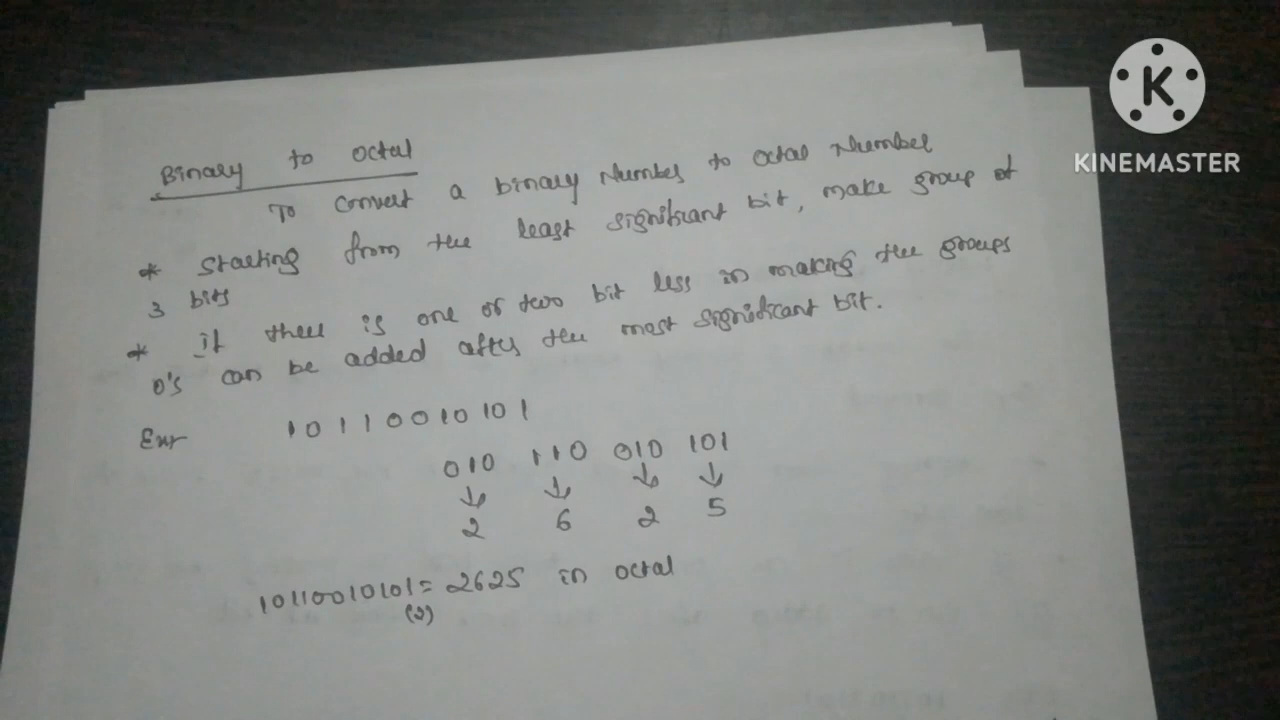 Binary to octal
To convert a binary Number to octal Number
* Starting from the least significant bit, make group of
3 bits
* if there is one or two bit less in making the groups
0's can be added after the most significant bit.
10110010101
010 110 010 101
↓ ↓ ↓ ↓
2 6 2 5
10110010101 = 2625 in octal
(2)
K
KINEMASTER